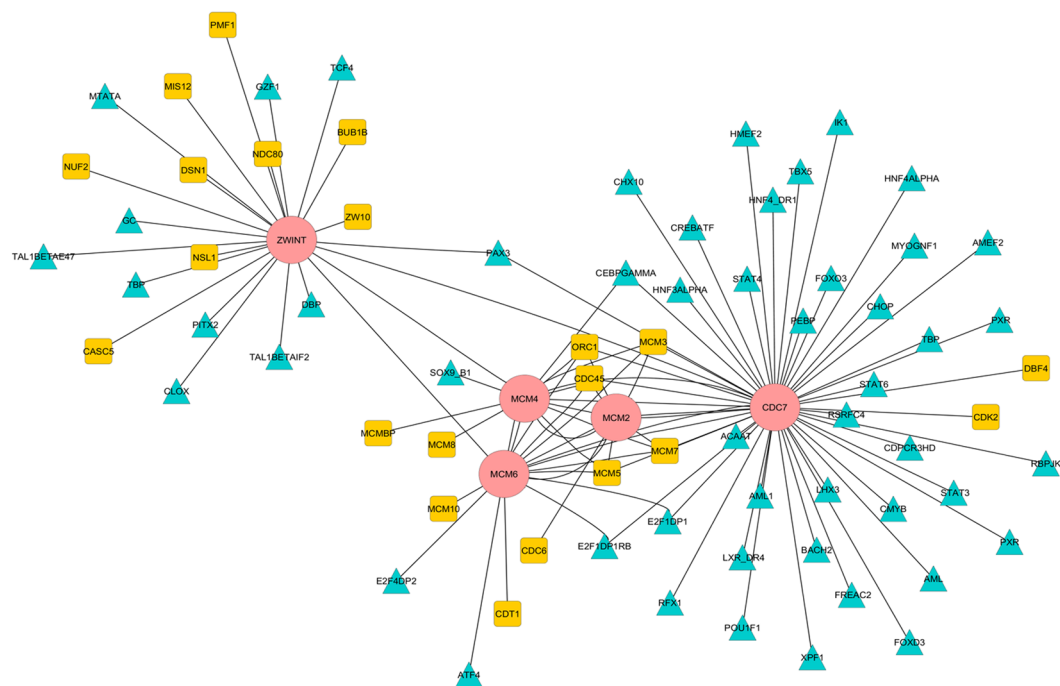 PMF1
TCF4
MIS12
GZF1
MTATA
BUB1B
IK1
HMEF2
NDC80
NUF2
DSN1
TBX5
CHX10
HNF4ALPHA
HNF4_DR1
GC
ZW10
CREBATF
ZWINT
MYOGNF1
AMEF2
TAL1BETAE47
NSL1
PAX3
CEBPGAMMA
STAT4
FOXO3
TBP
HNF3ALPHA
DBP
CHOP
PITX2
PEBP
PXR
TBP
ORC1
MCM3
CASC5
TAL1BETAIF2
SOX9_B1
CDC45
DBF4
CLOX
STAT6
MCM4
MCM2
CDC7
RSRFC4
CDK2
MCMBP
MCM8
ACAAT
MCM7
CDPCR3HD
RBPJK
MCM6
MCM5
LHX3
STAT3
AML1
MCM10
CMYB
E2F1DP1
CDC6
E2F1DP1RB
BACH2
PXR
LXR_DR4
E2F4DP2
AML
FREAC2
RFX1
CDT1
POU1F1
FOXD3
XPF1
ATF4